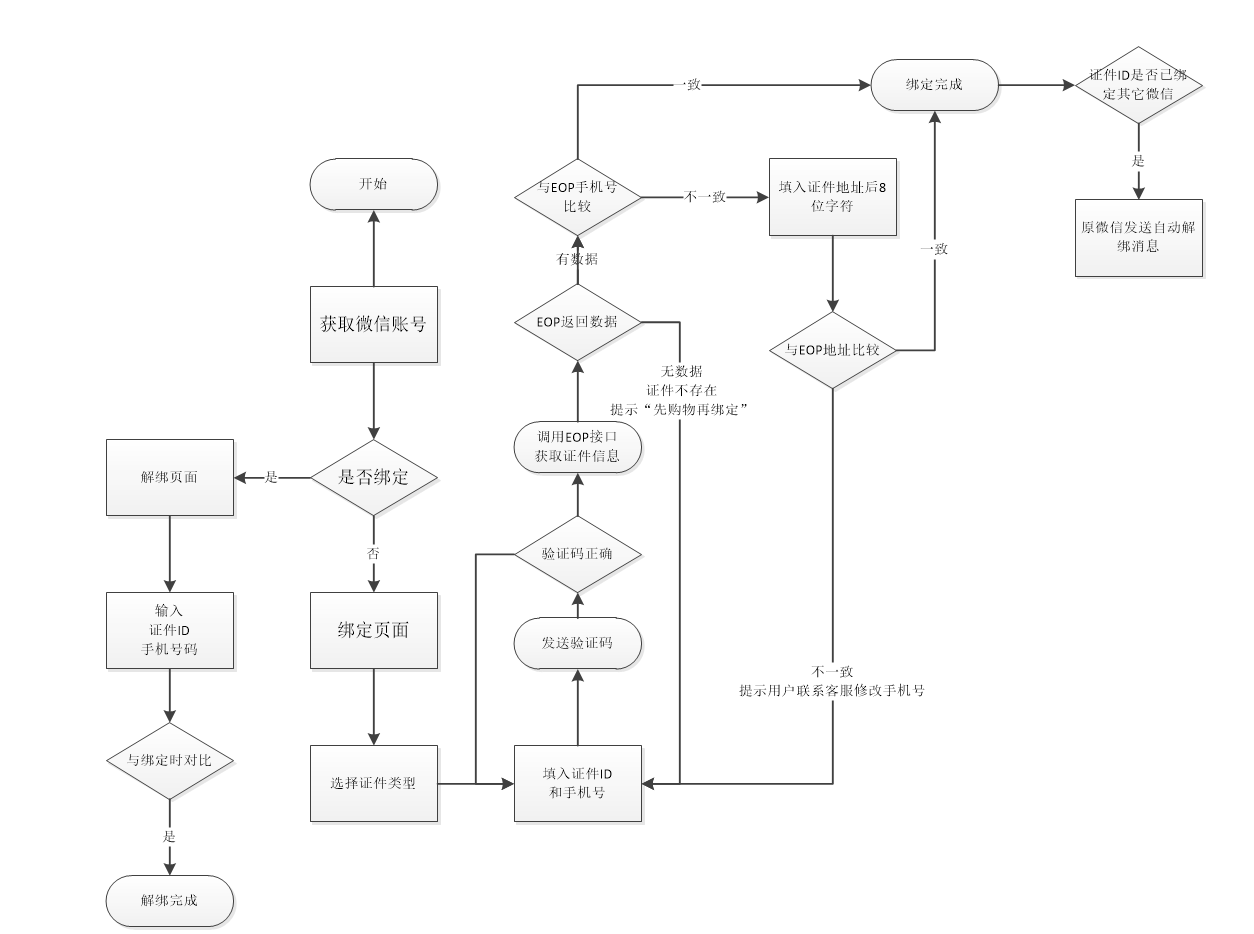 开始
获取微信账号
是否绑定
是
解绑页面
输入
证件ID
手机号码
与绑定时对比
是
解绑完成
否
绑定页面
选择证件类型
填入证件ID
和手机号
发送验证码
验证码正确
调用EOP接口
获取证件信息
EOP返回数据
无数据
证件不存在
提示“先购物再绑定”
有数据
与EOP手机号
比较
一致
不一致
填入证件地址后8
位字符
与EOP地址比较
一致
不一致
提示用户联系客服修改手机号
绑定完成
证件ID是否已绑
定其它微信
是
原微信发送自动解
绑消息